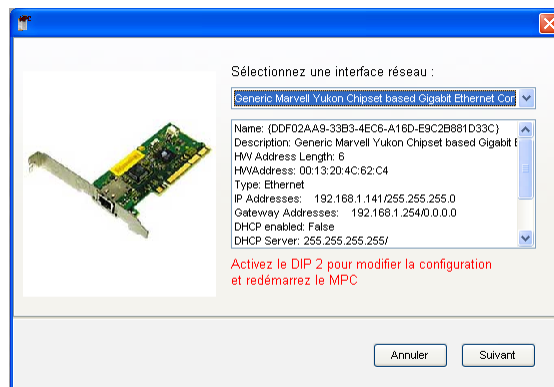 MPC
Sélectionnez une interface réseau :
Generic Marvell Yukon Chipset based Gigabit Ethernet Con
Name: {DDF02AA9-33B3-4EC6-A16D-E9C2B881D33C}
Description: Generic Marvell Yukon Chipset based Gigabit E
HW Address Length: 6
HWAddress: 00:13:20:4C:62:C4
Type: Ethernet
IP Addresses: 192.168.1.141/255.255.255.0
Gateway Addresses: 192.168.1.254/0.0.0.0
DHCP enabled: False
DHCP Server: 255.255.255.255/
Activez le DIP 2 pour modifier la configuration
et redémarrez le MPC
Annuler
Suivant